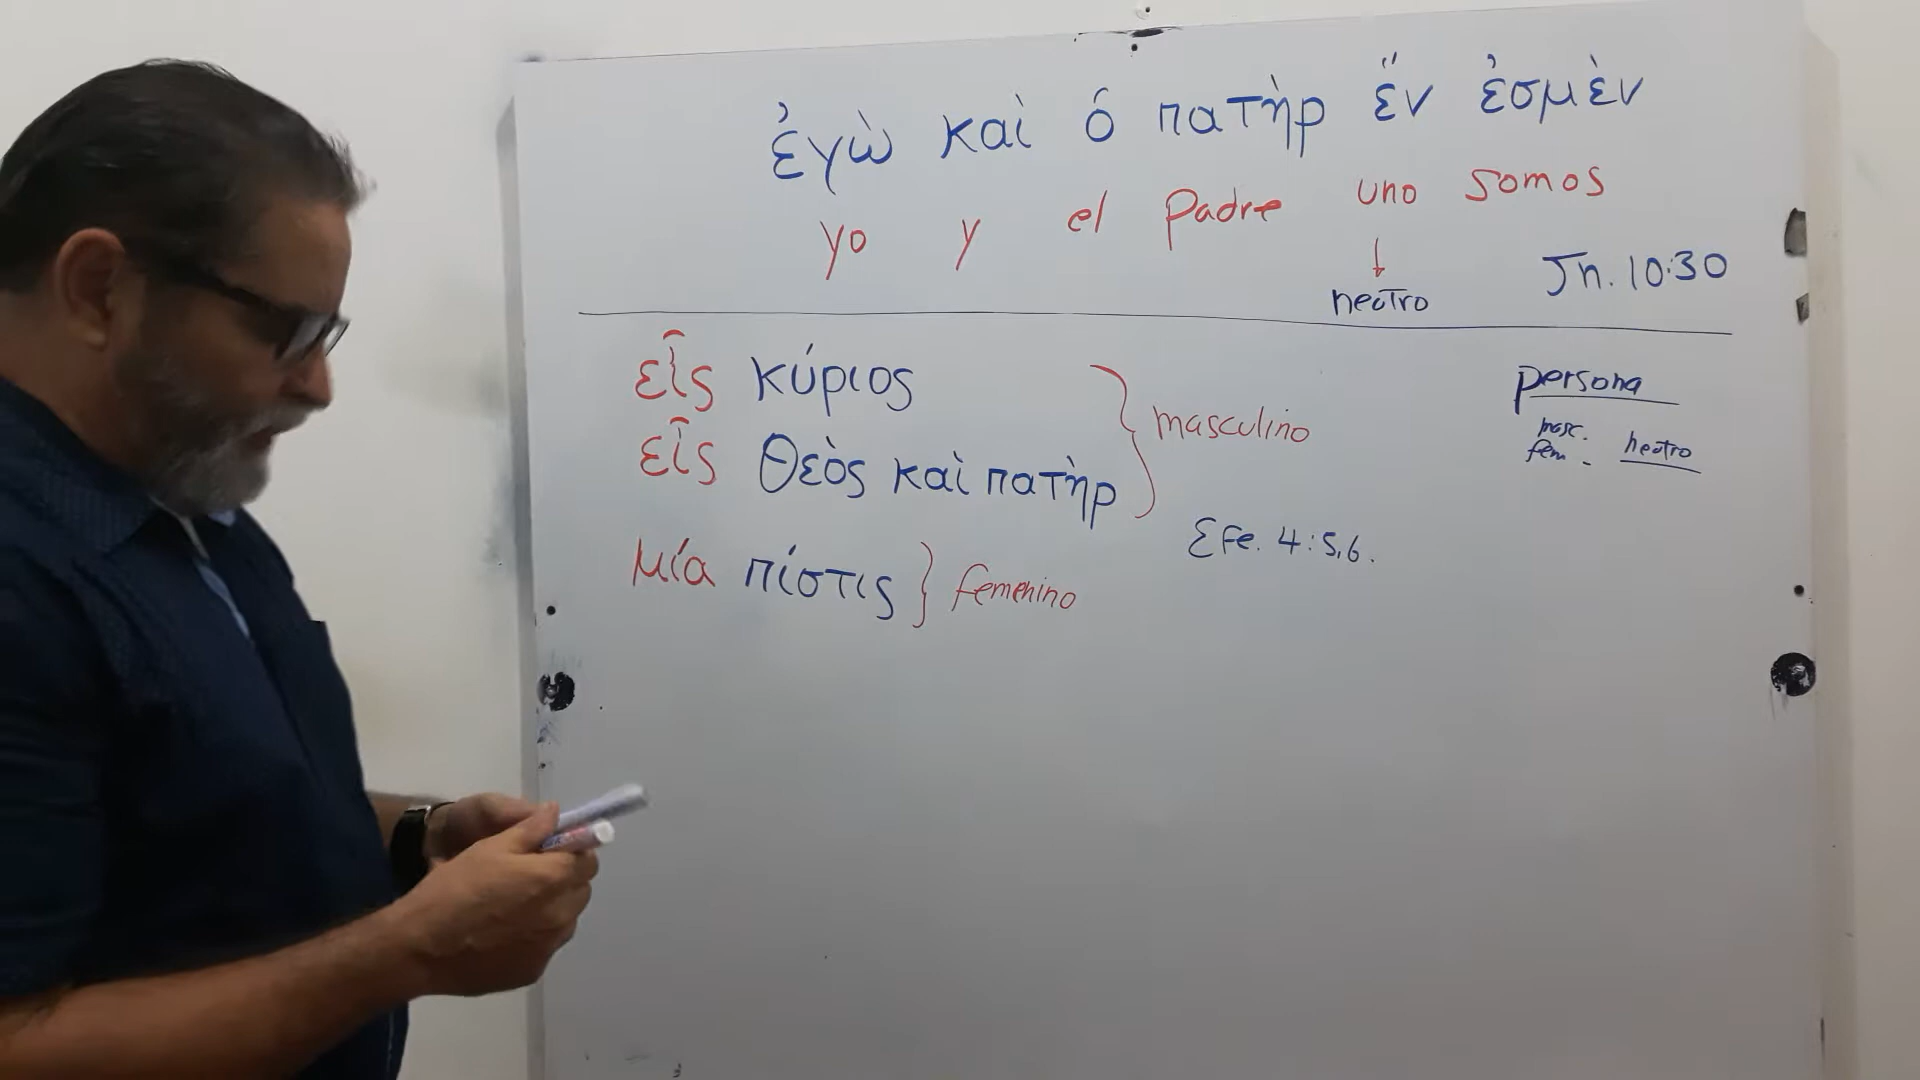 ἐγὼ καὶ ὁ πατὴρ ἕν ἐσμὲν
yo y el Padre uno somos
neutro
Jn. 10:30
εἷς κύριος
εἷς Θεὸς καὶ πατὴρ
masculino
μία πίστις
femenino
Efe. 4:5,6.
persona
masc.
fem. neutro